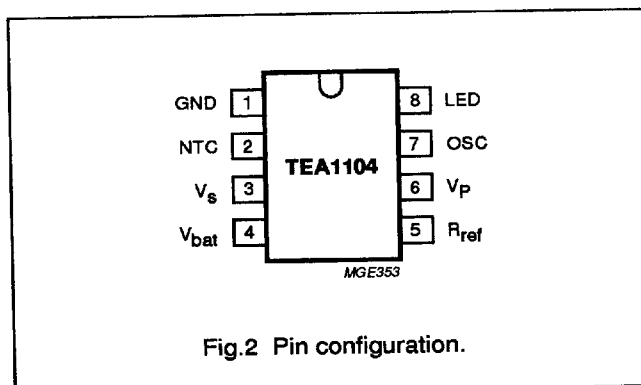 GND 1 8 LED
NTC 2 7 OSC
TEA1104
Vs 3 6 VP
Vbat 4 5 Rref
MGE353
Fig.2 Pin configuration.